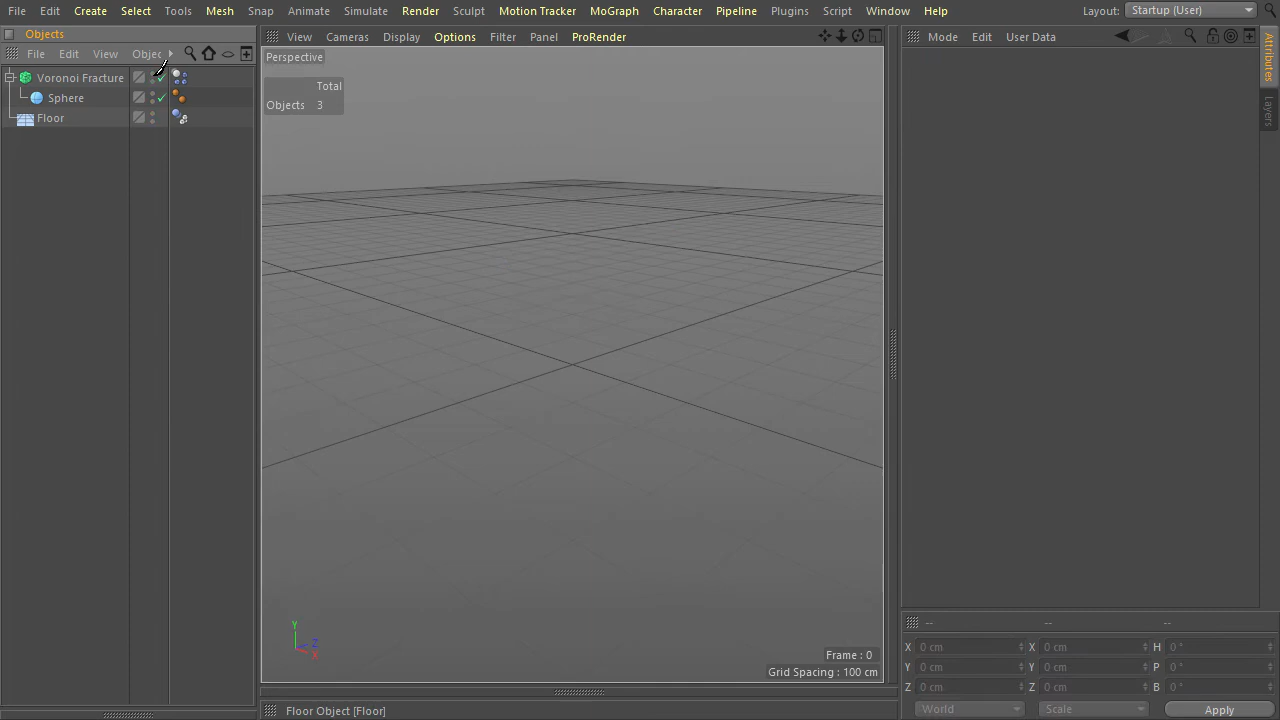 File Edit Create Select Tools Mesh Snap Animate Simulate Render Sculpt Motion Tracker MoGraph Character Pipeline Plugins Script Window Help Layout: Startup (User)
Objects
File Edit View Objec
Voronoi Fracture
Sphere
Floor
View Cameras Display Options Filter Panel ProRender
Perspective
Total
Objects 3
Y
Z
X
Frame : 0
Grid Spacing : 100 cm
Floor Object [Floor]
Mode Edit User Data
Attributes
Layers
-- -- --
X 0 cm X 0 cm H 0 °
Y 0 cm Y 0 cm P 0 °
Z 0 cm Z 0 cm B 0 °
World Scale Apply